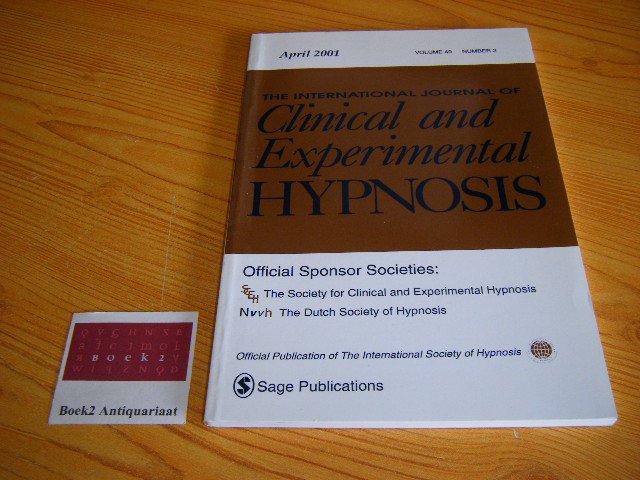 April 2001 VOLUME 49 NUMBER 2
THE INTERNATIONAL JOURNAL OF
Clinical and
Experimental
HYPNOSIS
Official Sponsor Societies:
SCEH The Society for Clinical and Experimental Hypnosis
Nvvh The Dutch Society of Hypnosis
Official Publication of The International Society of Hypnosis
S Sage Publications
Boek2
Boek2 Antiquariaat